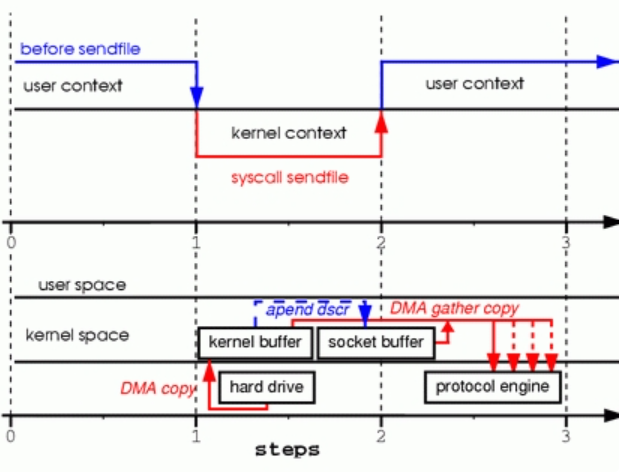 before sendfile
user context
user context
kernel context
syscall sendfile
0 1 2 3
user space
apend dscr
DMA gather copy
kernel space
kernel buffer
socket buffer
DMA copy
hard drive
protocol engine
0 1 2 3
steps